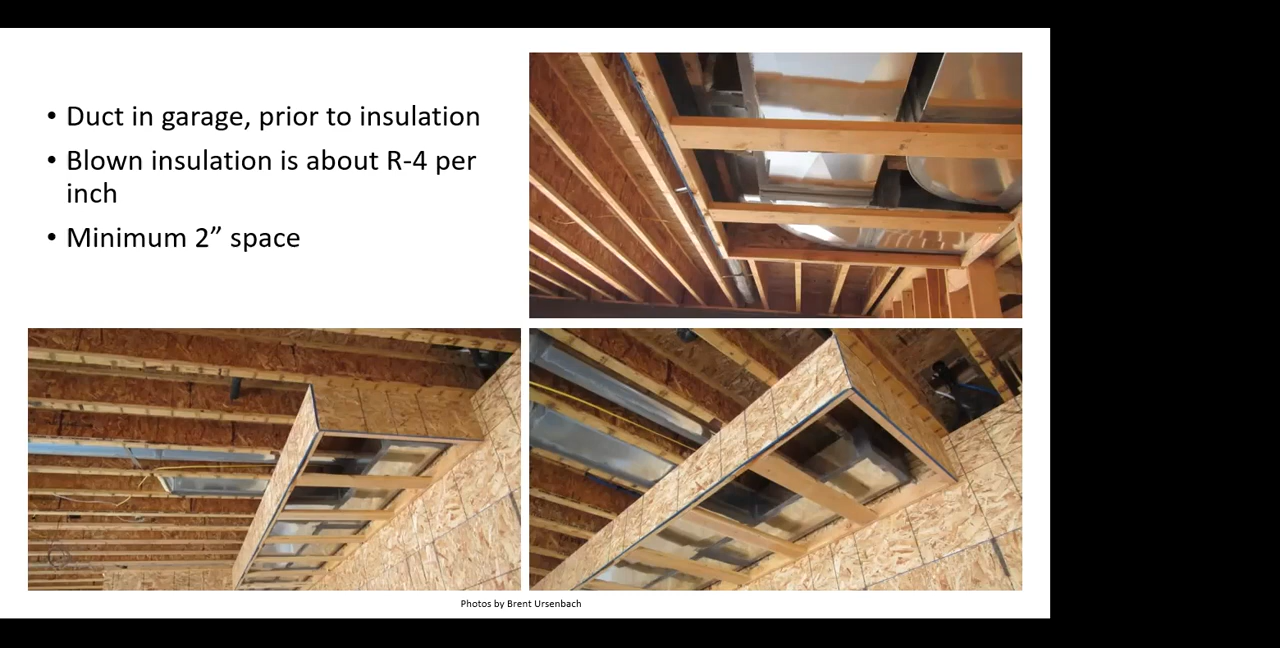 • Duct in garage, prior to insulation
• Blown insulation is about R-4 per
inch
• Minimum 2” space
Photos by Brent Ursenbach